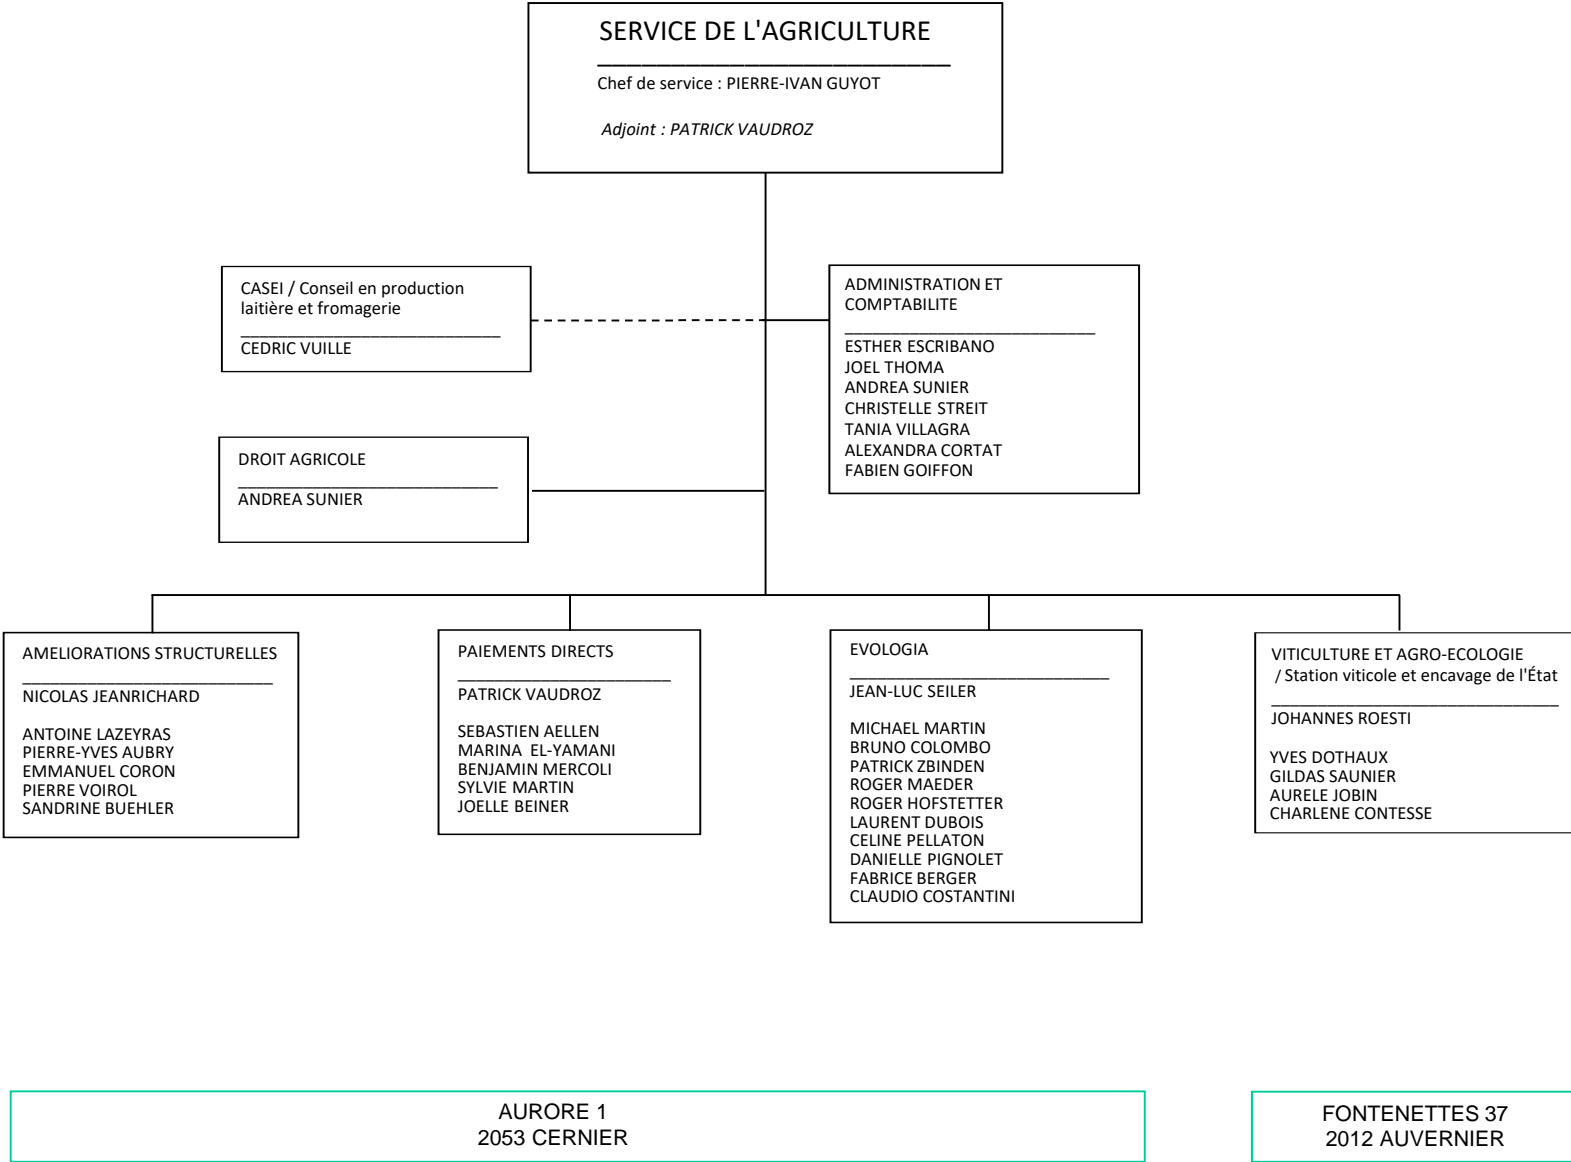 SERVICE DE L'AGRICULTURE
Chef de service : PIERRE-IVAN GUYOT
Adjoint : PATRICK VAUDROZ
CASEI / Conseil en production
laitière et fromagerie
CEDRIC VUILLE
ADMINISTRATION ET
COMPTABILITE
ESTHER ESCRIBANO
JOEL THOMA
ANDREA SUNIER
CHRISTELLE STREIT
TANIA VILLAGRA
ALEXANDRA CORTAT
FABIEN GOIFFON
DROIT AGRICOLE
ANDREA SUNIER
AMELIORATIONS STRUCTURELLES
NICOLAS JEANRICHARD
ANTOINE LAZEYRAS
PIERRE-YVES AUBRY
EMMANUEL CORON
PIERRE VOIROL
SANDRINE BUEHLER
PAIEMENTS DIRECTS
PATRICK VAUDROZ
SEBASTIEN AELLEN
MARINA EL-YAMANI
BENJAMIN MERCOLI
SYLVIE MARTIN
JOELLE BEINER
EVOLOGIA
JEAN-LUC SEILER
MICHAEL MARTIN
BRUNO COLOMBO
PATRICK ZBINDEN
ROGER MAEDER
ROGER HOFSTETTER
LAURENT DUBOIS
CELINE PELLATON
DANIELLE PIGNOLET
FABRICE BERGER
CLAUDIO COSTANTINI
VITICULTURE ET AGRO-ECOLOGIE
/ Station viticole et encavage de l'État
JOHANNES ROESTI
YVES DOTHAUX
GILDAS SAUNIER
AURELE JOBIN
CHARLENE CONTESSE
AURORE 1
2053 CERNIER
FONTENETTES 37
2012 AUVERNIER